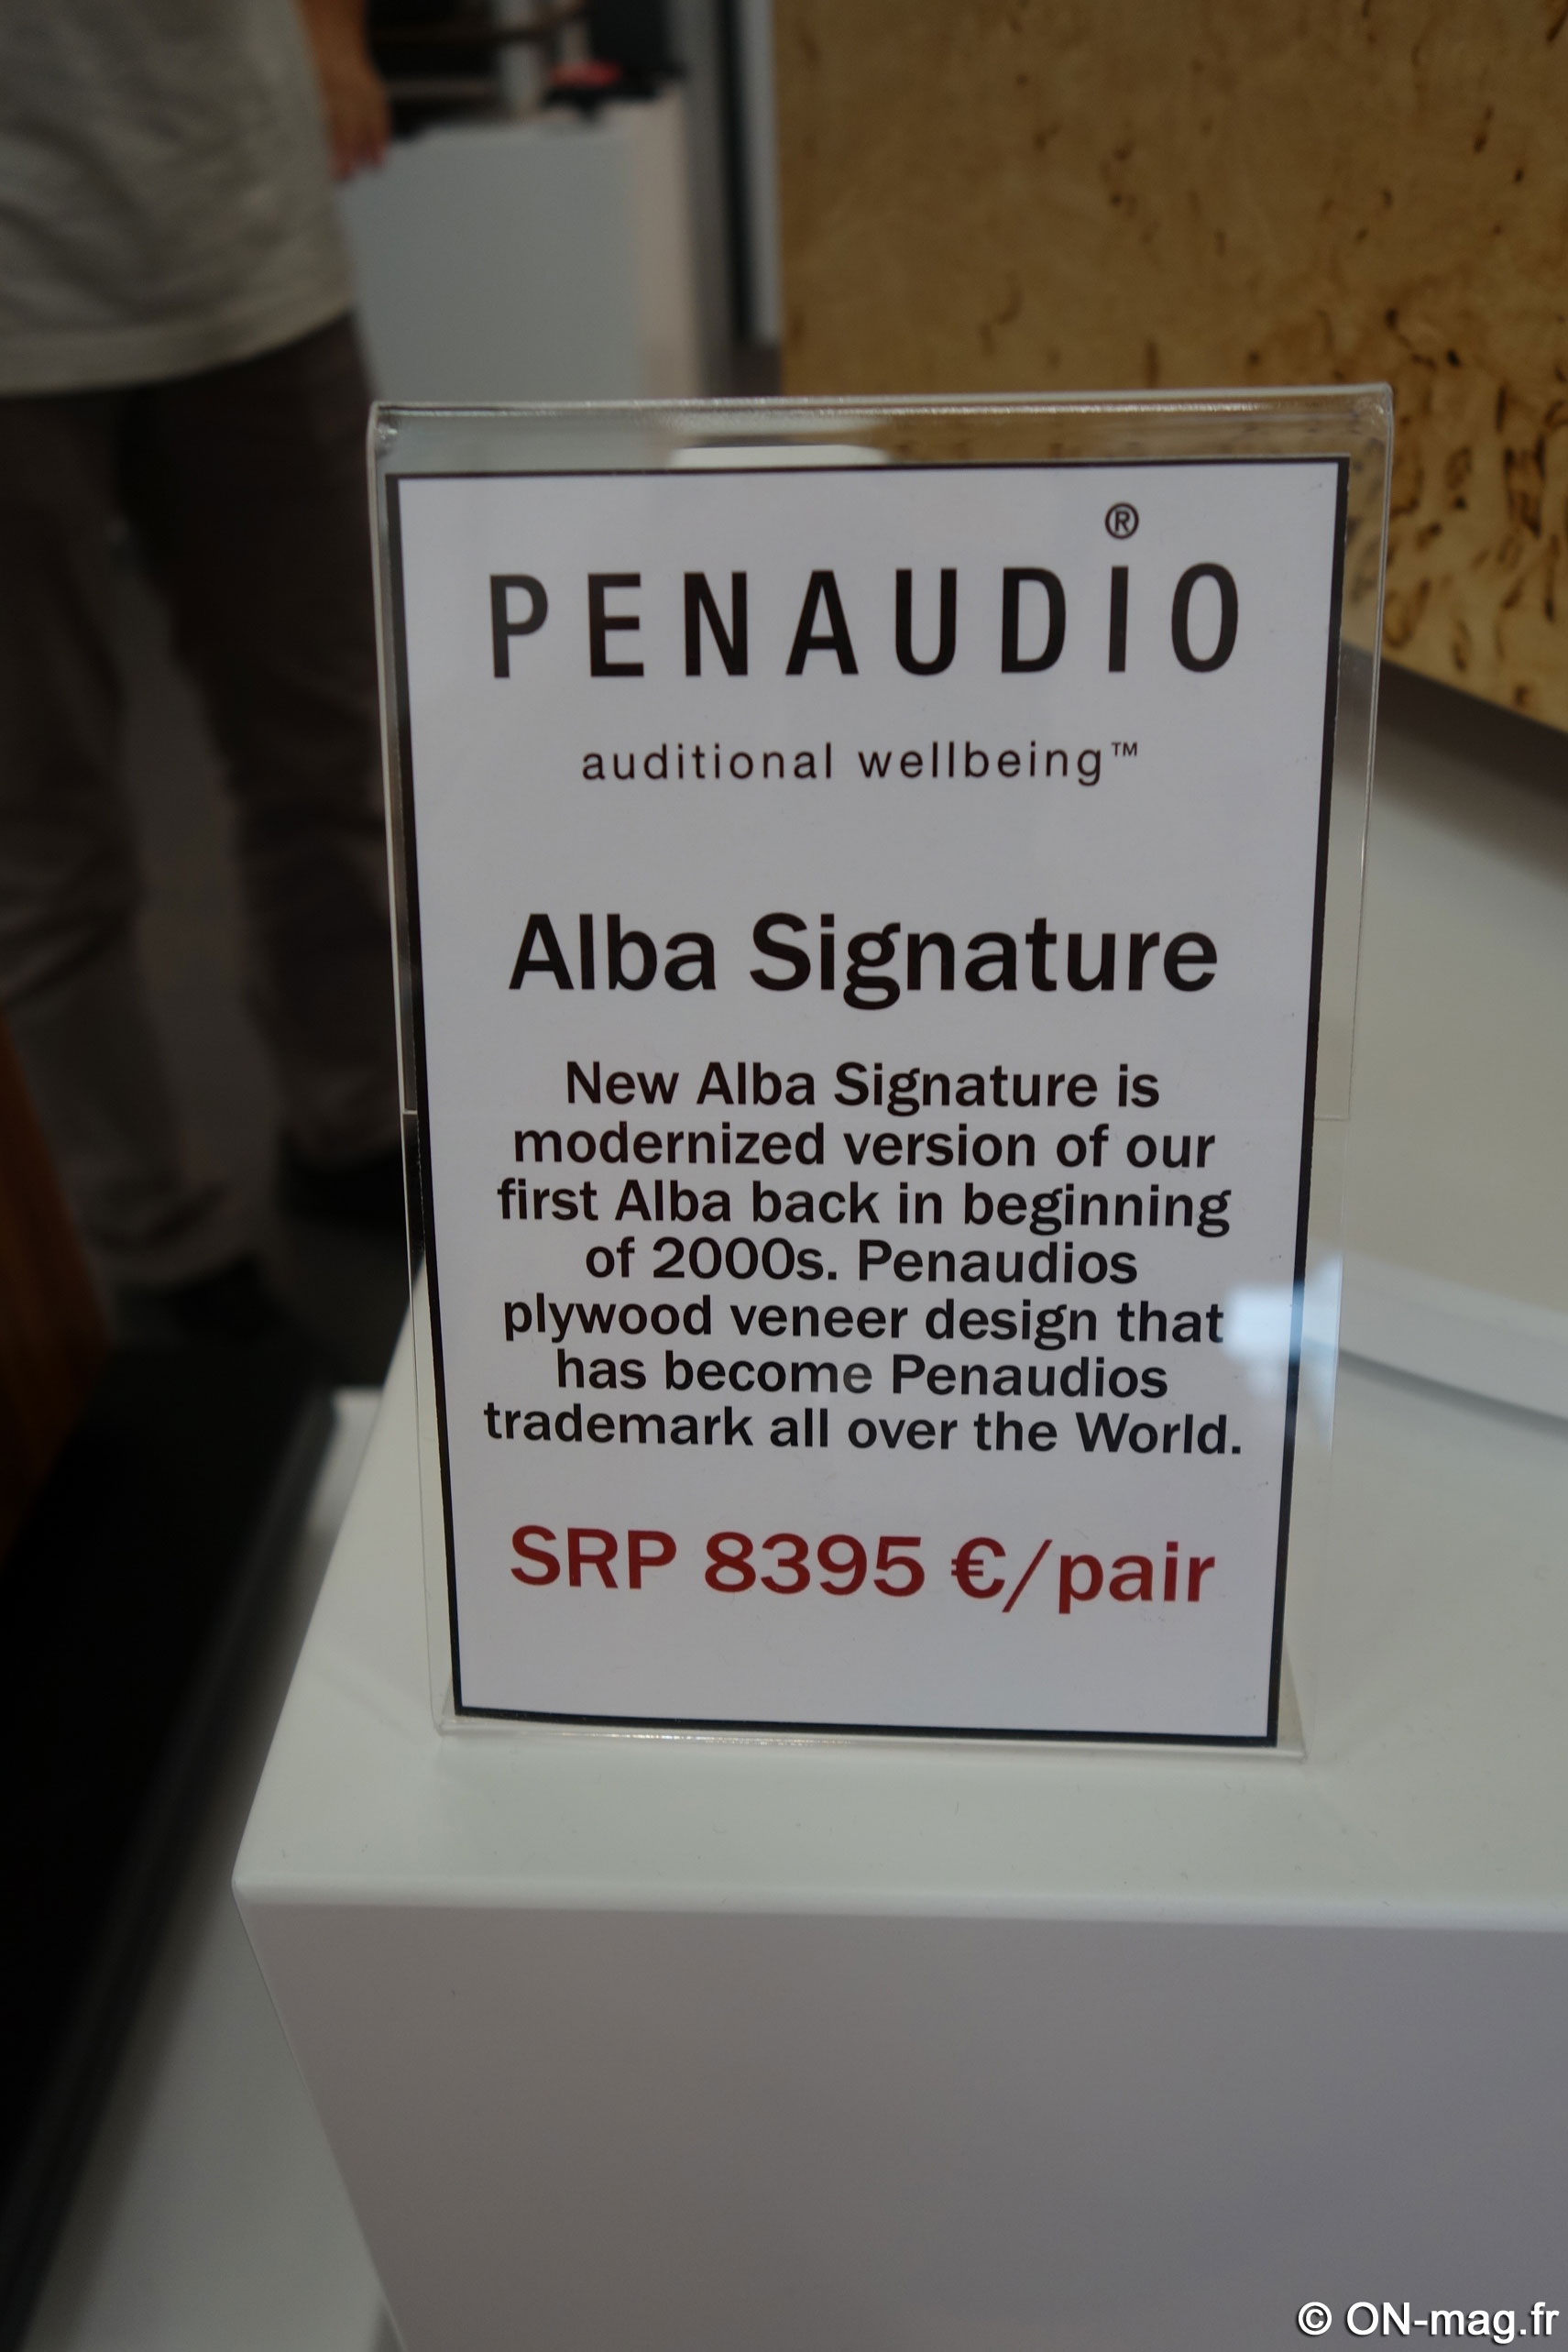 PENAUDIO®
auditional wellbeing™
Alba Signature
New Alba Signature is
modernized version of our
first Alba back in beginning
of 2000s. Penaudios
plywood veneer design that
has become Penaudios
trademark all over the World.
SRP 8395 €/pair
© ON-mag.fr